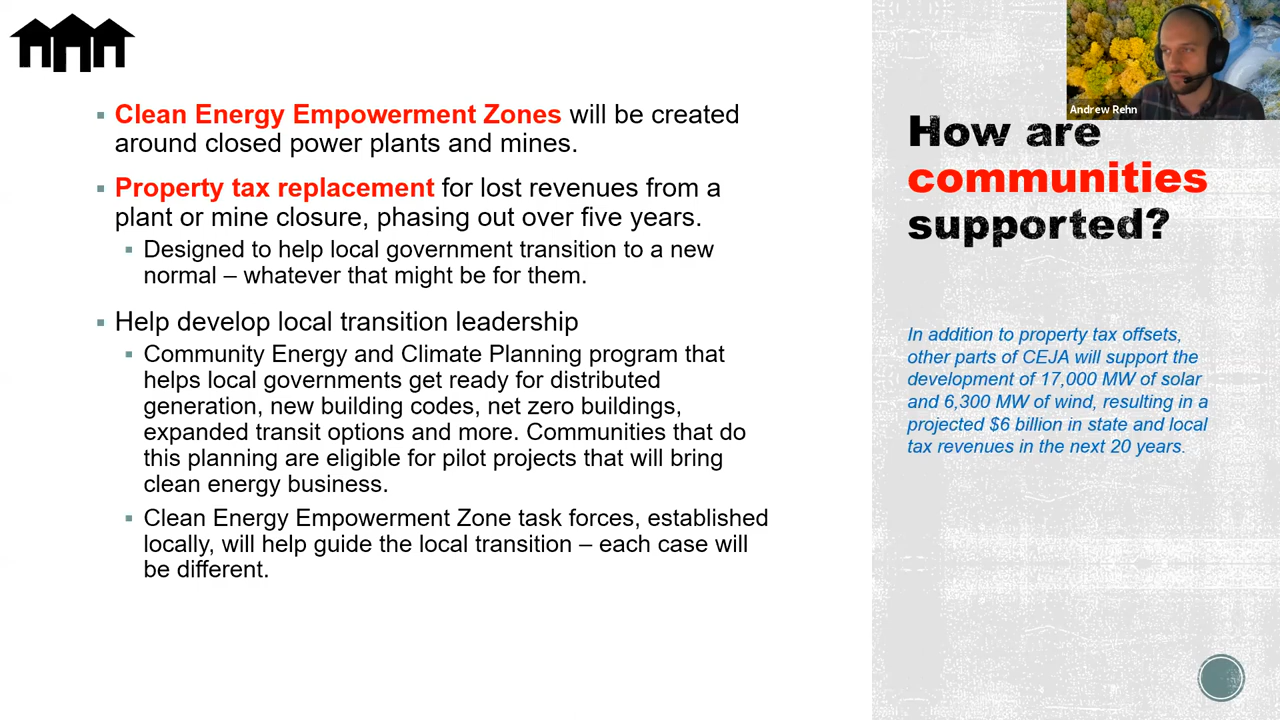 Clean Energy Empowerment Zones will be created
around closed power plants and mines.
Property tax replacement for lost revenues from a
plant or mine closure, phasing out over five years.
Designed to help local government transition to a new
normal – whatever that might be for them.
Help develop local transition leadership
Community Energy and Climate Planning program that
helps local governments get ready for distributed
generation, new building codes, net zero buildings,
expanded transit options and more. Communities that do
this planning are eligible for pilot projects that will bring
clean energy business.
Clean Energy Empowerment Zone task forces, established
locally, will help guide the local transition – each case will
be different.
Andrew Rehn
How are
communities
supported?
In addition to property tax offsets,
other parts of CEJA will support the
development of 17,000 MW of solar
and 6,300 MW of wind, resulting in a
projected $6 billion in state and local
tax revenues in the next 20 years.